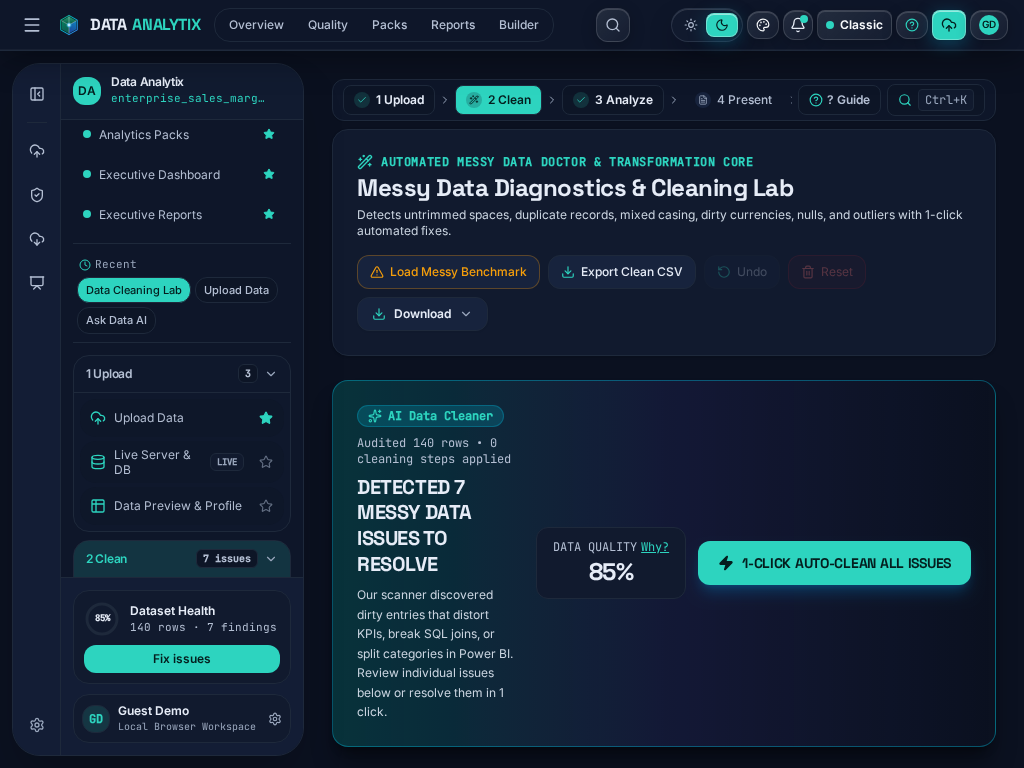 DATA ANALYTIX
Overview
Quality
Packs
Reports
Builder
Classic
GD
DA
Data Analytix
enterprise_sales_marg…
Analytics Packs
Executive Dashboard
Executive Reports
Recent
Data Cleaning Lab
Upload Data
Ask Data AI
1 Upload
3
Upload Data
Live Server &
DB
LIVE
Data Preview & Profile
2 Clean
7 issues
85%
Dataset Health
140 rows · 7 findings
Fix issues
GD
Guest Demo
Local Browser Workspace
1 Upload
2 Clean
3 Analyze
4 Present
? Guide
Ctrl+K
AUTOMATED MESSY DATA DOCTOR & TRANSFORMATION CORE
Messy Data Diagnostics & Cleaning Lab
Detects untrimmed spaces, duplicate records, mixed casing, dirty currencies, nulls, and outliers with 1-click
automated fixes.
Load Messy Benchmark
Export Clean CSV
Undo
Reset
Download
AI Data Cleaner
Audited 140 rows • 0
cleaning steps applied
DETECTED 7
MESSY DATA
ISSUES TO
RESOLVE
Our scanner discovered
dirty entries that distort
KPIs, break SQL joins, or
split categories in Power BI.
Review individual issues
below or resolve them in 1
click.
DATA QUALITY Why?
85%
1-CLICK AUTO-CLEAN ALL ISSUES